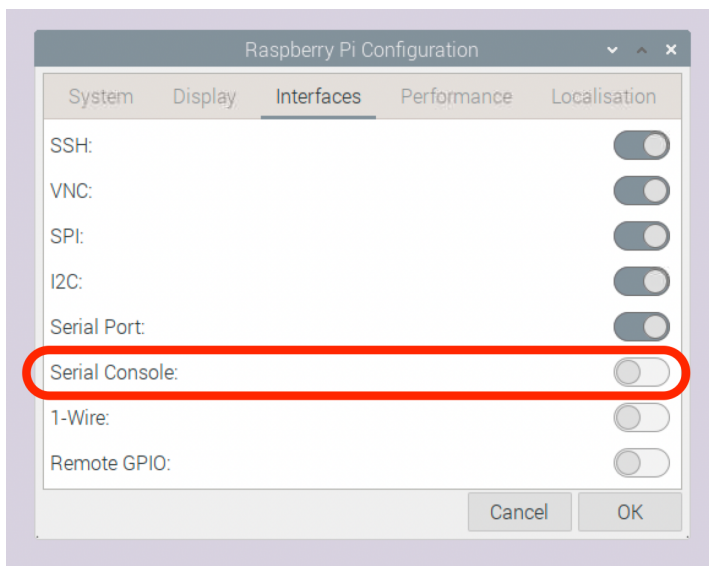 Raspberry Pi Configuration
System Display Interfaces Performance Localisation
SSH:
VNC:
SPI:
I2C:
Serial Port:
Serial Console:
1-Wire:
Remote GPIO:
Cancel OK